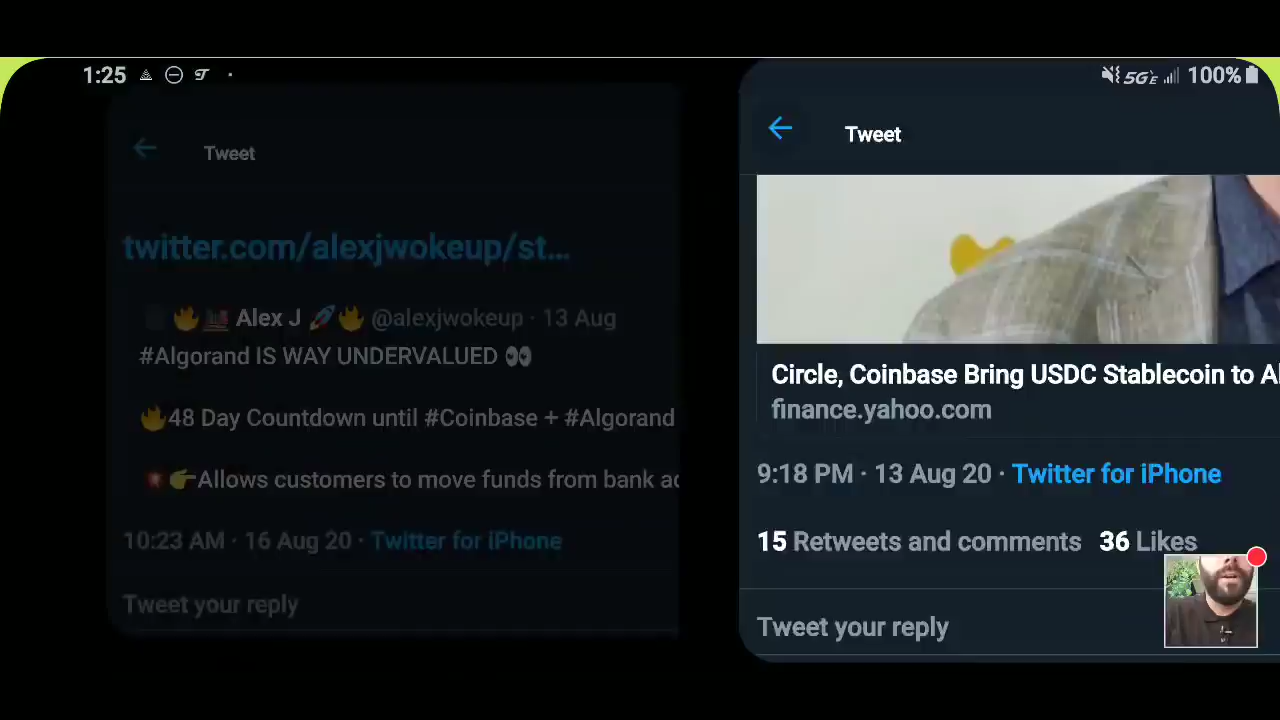 1:25
5GE 100%
Tweet
twitter.com/alexjwokeup/st...
Alex J @alexjwokeup · 13 Aug
#Algorand IS WAY UNDERVALUED 👀
🔥48 Day Countdown until #Coinbase + #Algorand
💥👉Allows customers to move funds from bank ac
10:23 AM · 16 Aug 20 · Twitter for iPhone
Tweet your reply
Tweet
Circle, Coinbase Bring USDC Stablecoin to Al
finance.yahoo.com
9:18 PM · 13 Aug 20 · Twitter for iPhone
15 Retweets and comments 36 Likes
Tweet your reply